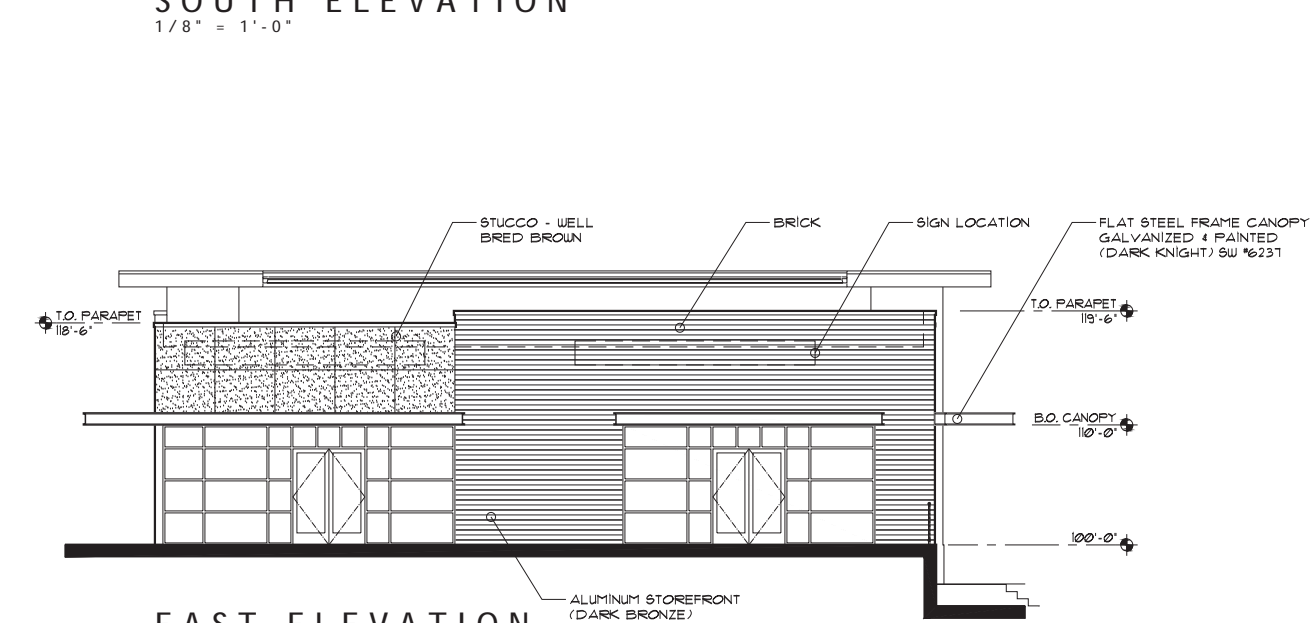 SOUTH ELEVATION
1/8" = 1'-0"
STUCCO - WELL
BRED BROWN
BRICK
SIGN LOCATION
FLAT STEEL FRAME CANOPY
GALVANIZED & PAINTED
(DARK KNIGHT) SW #6237
T.O. PARAPET
118'-6"
T.O. PARAPET
119'-6"
B.O. CANOPY
110'-0"
100'-0"
ALUMINUM STOREFRONT
(DARK BRONZE)
EAST ELEVATION